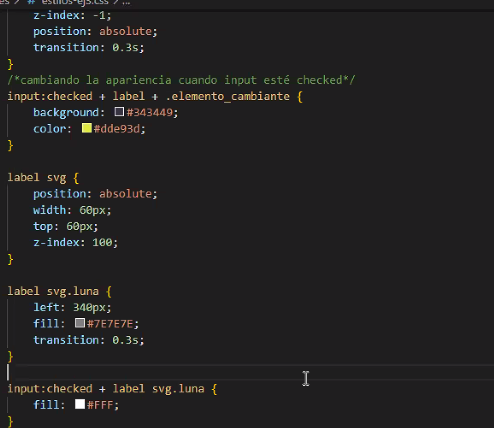 es > # estilos-ej3.css > ...
z-index: -1;
position: absolute;
transition: 0.3s;
}
/*cambiando la apariencia cuando input esté checked*/
input:checked + label + .elemento_cambiante {
background: #343449;
color: #dde93d;
}
label svg {
position: absolute;
width: 60px;
top: 60px;
z-index: 100;
}
label svg.luna {
left: 340px;
fill: #7E7E7E;
transition: 0.3s;
}
input:checked + label svg.luna {
fill: #FFF;
}